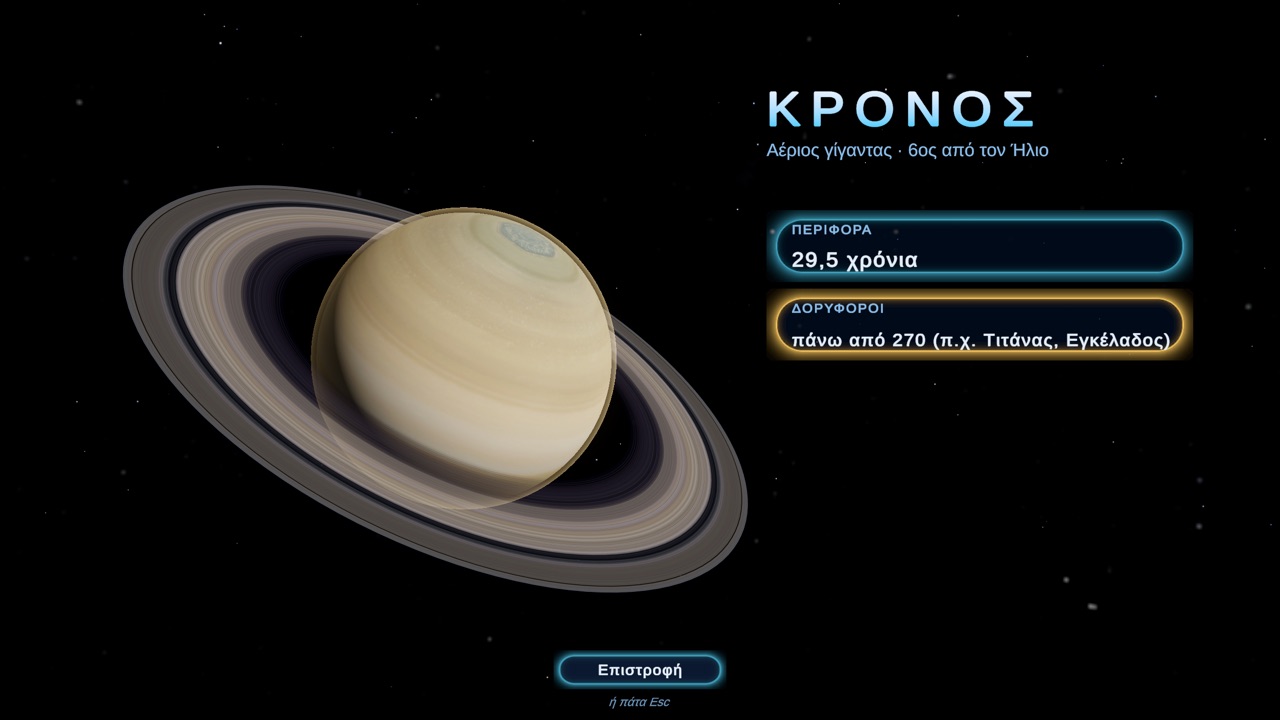 ΚΡΟΝΟΣ
Αέριος γίγαντας · 6ος από τον Ήλιο
ΠΕΡΙΦΟΡΑ
29,5 χρόνια
ΔΟΡΥΦΟΡΟΙ
πάνω από 270 (π.χ. Τιτάνας, Εγκέλαδος)
Επιστροφή
ή πάτα Esc